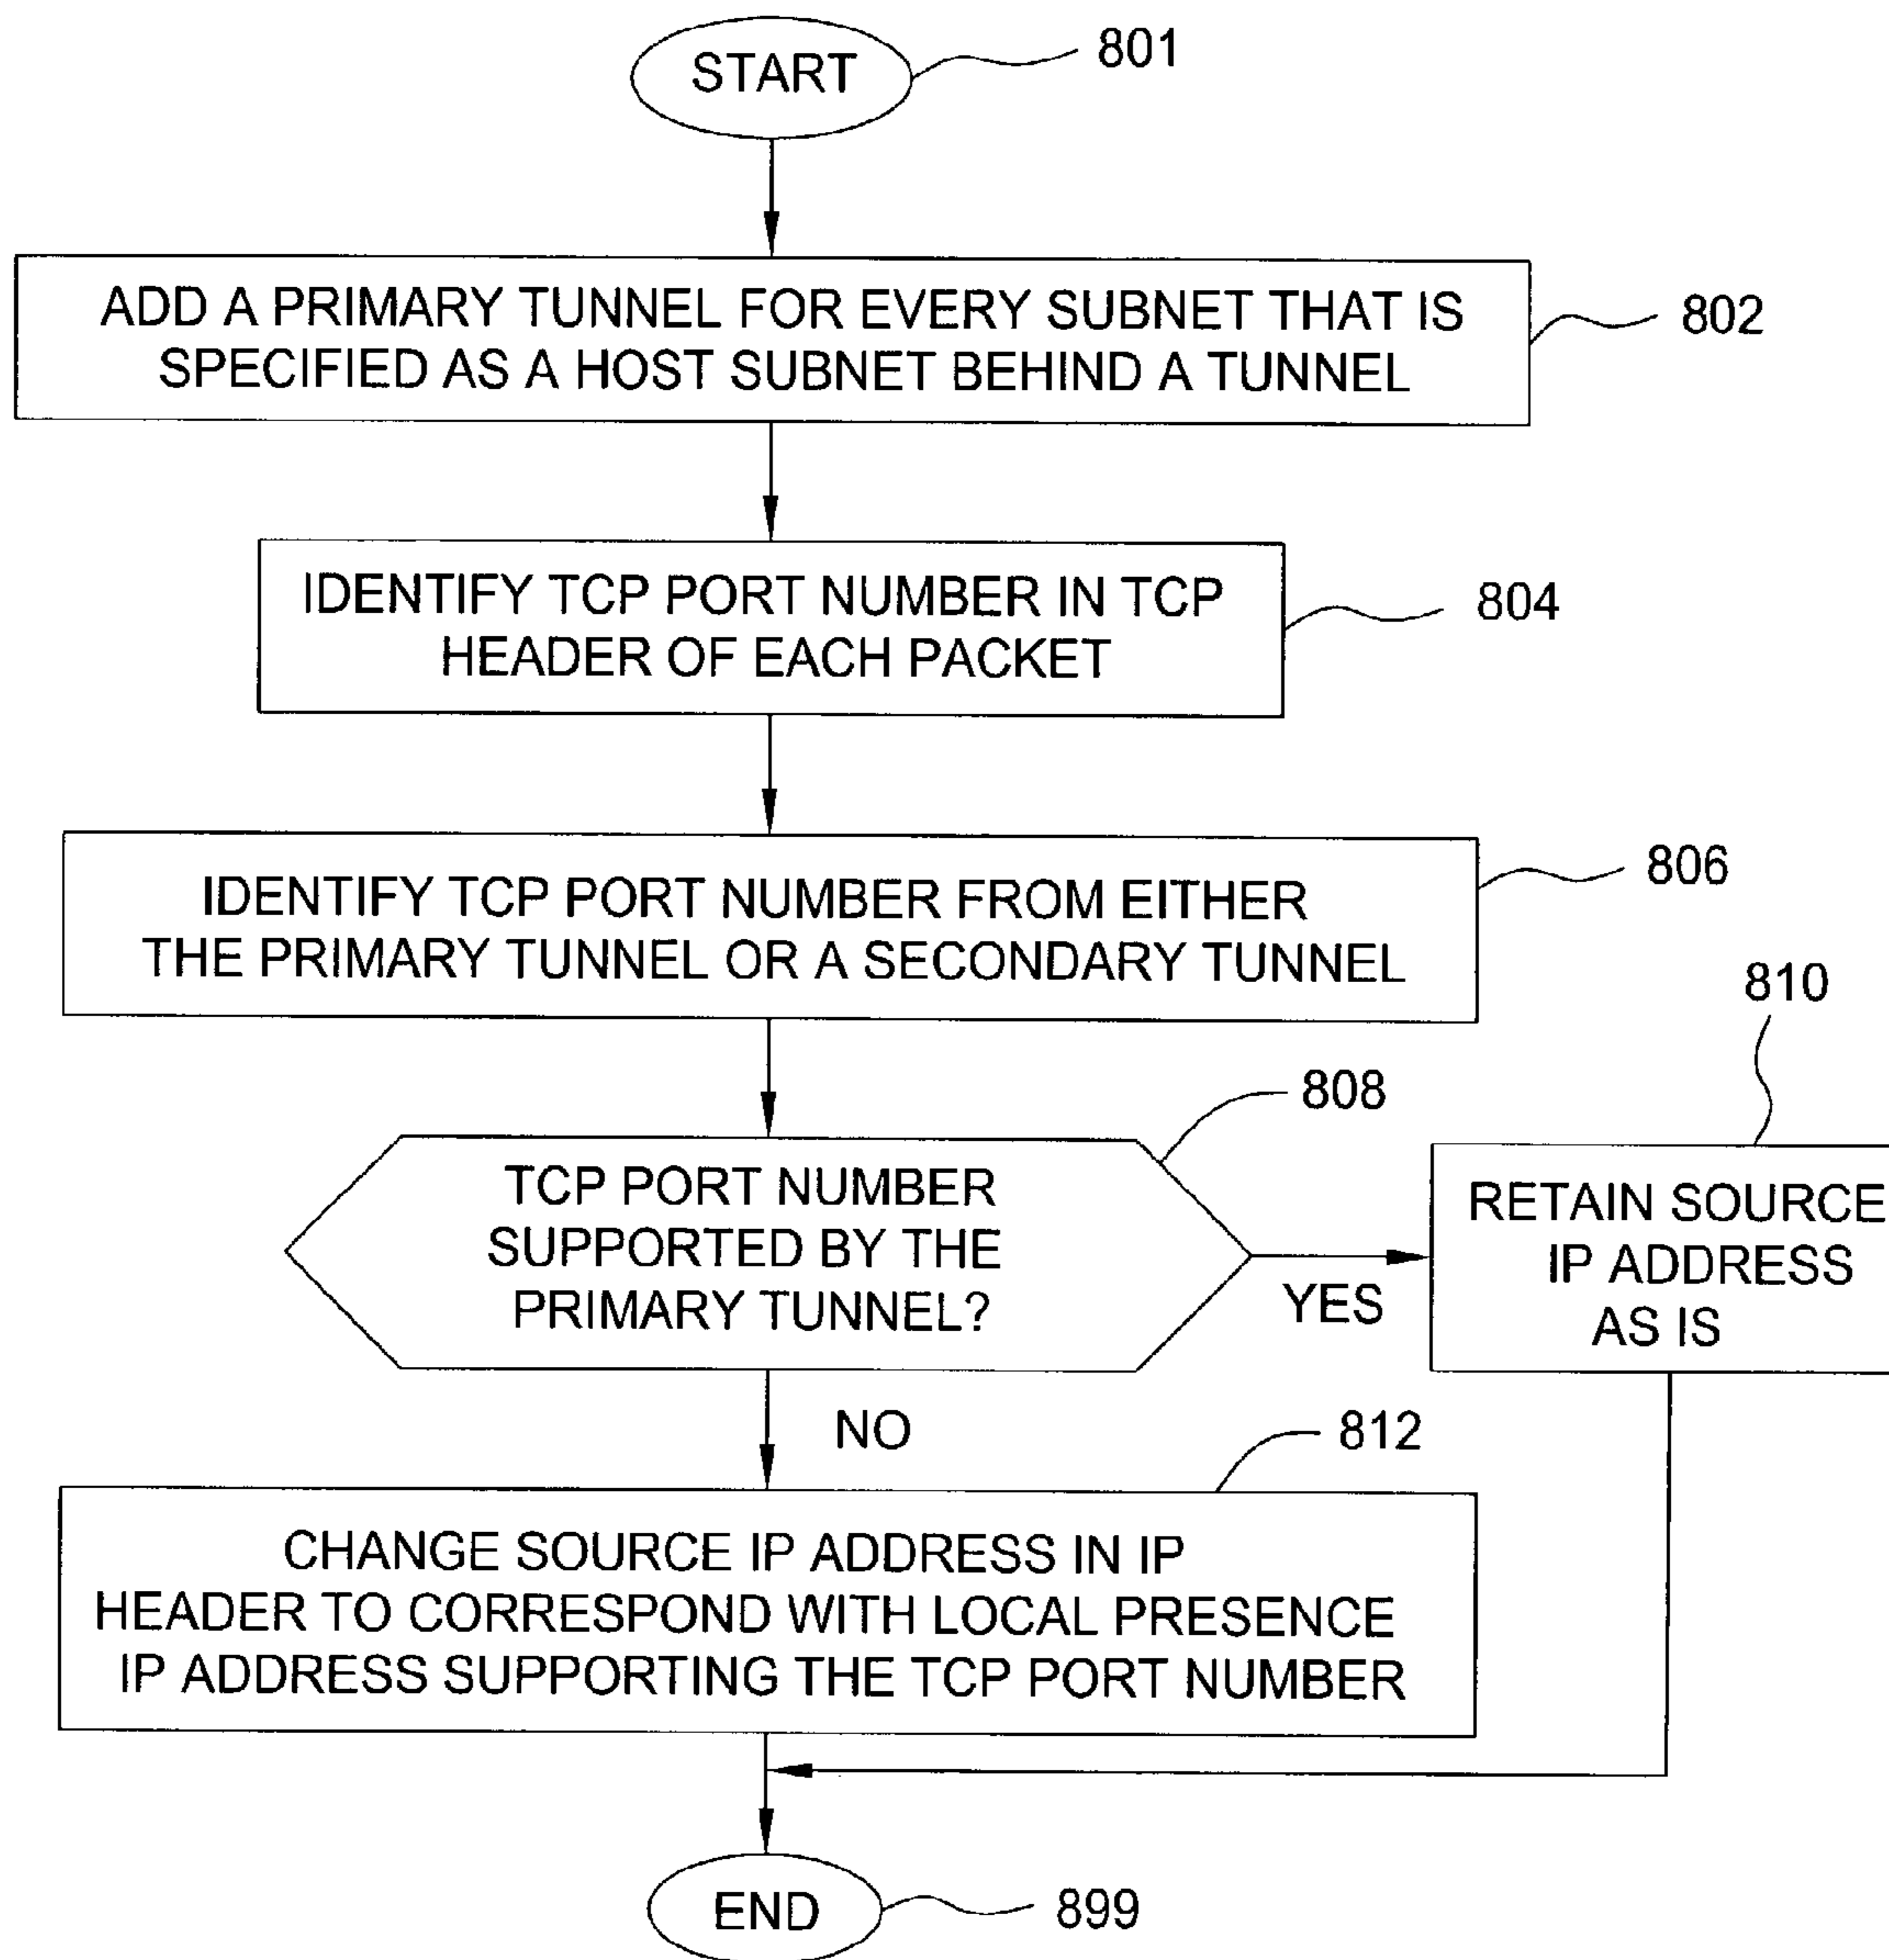 START
801
ADD A PRIMARY TUNNEL FOR EVERY SUBNET THAT IS
SPECIFIED AS A HOST SUBNET BEHIND A TUNNEL
802
IDENTIFY TCP PORT NUMBER IN TCP
HEADER OF EACH PACKET
804
IDENTIFY TCP PORT NUMBER FROM EITHER
THE PRIMARY TUNNEL OR A SECONDARY TUNNEL
806
TCP PORT NUMBER
SUPPORTED BY THE
PRIMARY TUNNEL?
808
YES
810
RETAIN SOURCE
IP ADDRESS
AS IS
NO
812
CHANGE SOURCE IP ADDRESS IN IP
HEADER TO CORRESPOND WITH LOCAL PRESENCE
IP ADDRESS SUPPORTING THE TCP PORT NUMBER
END
899